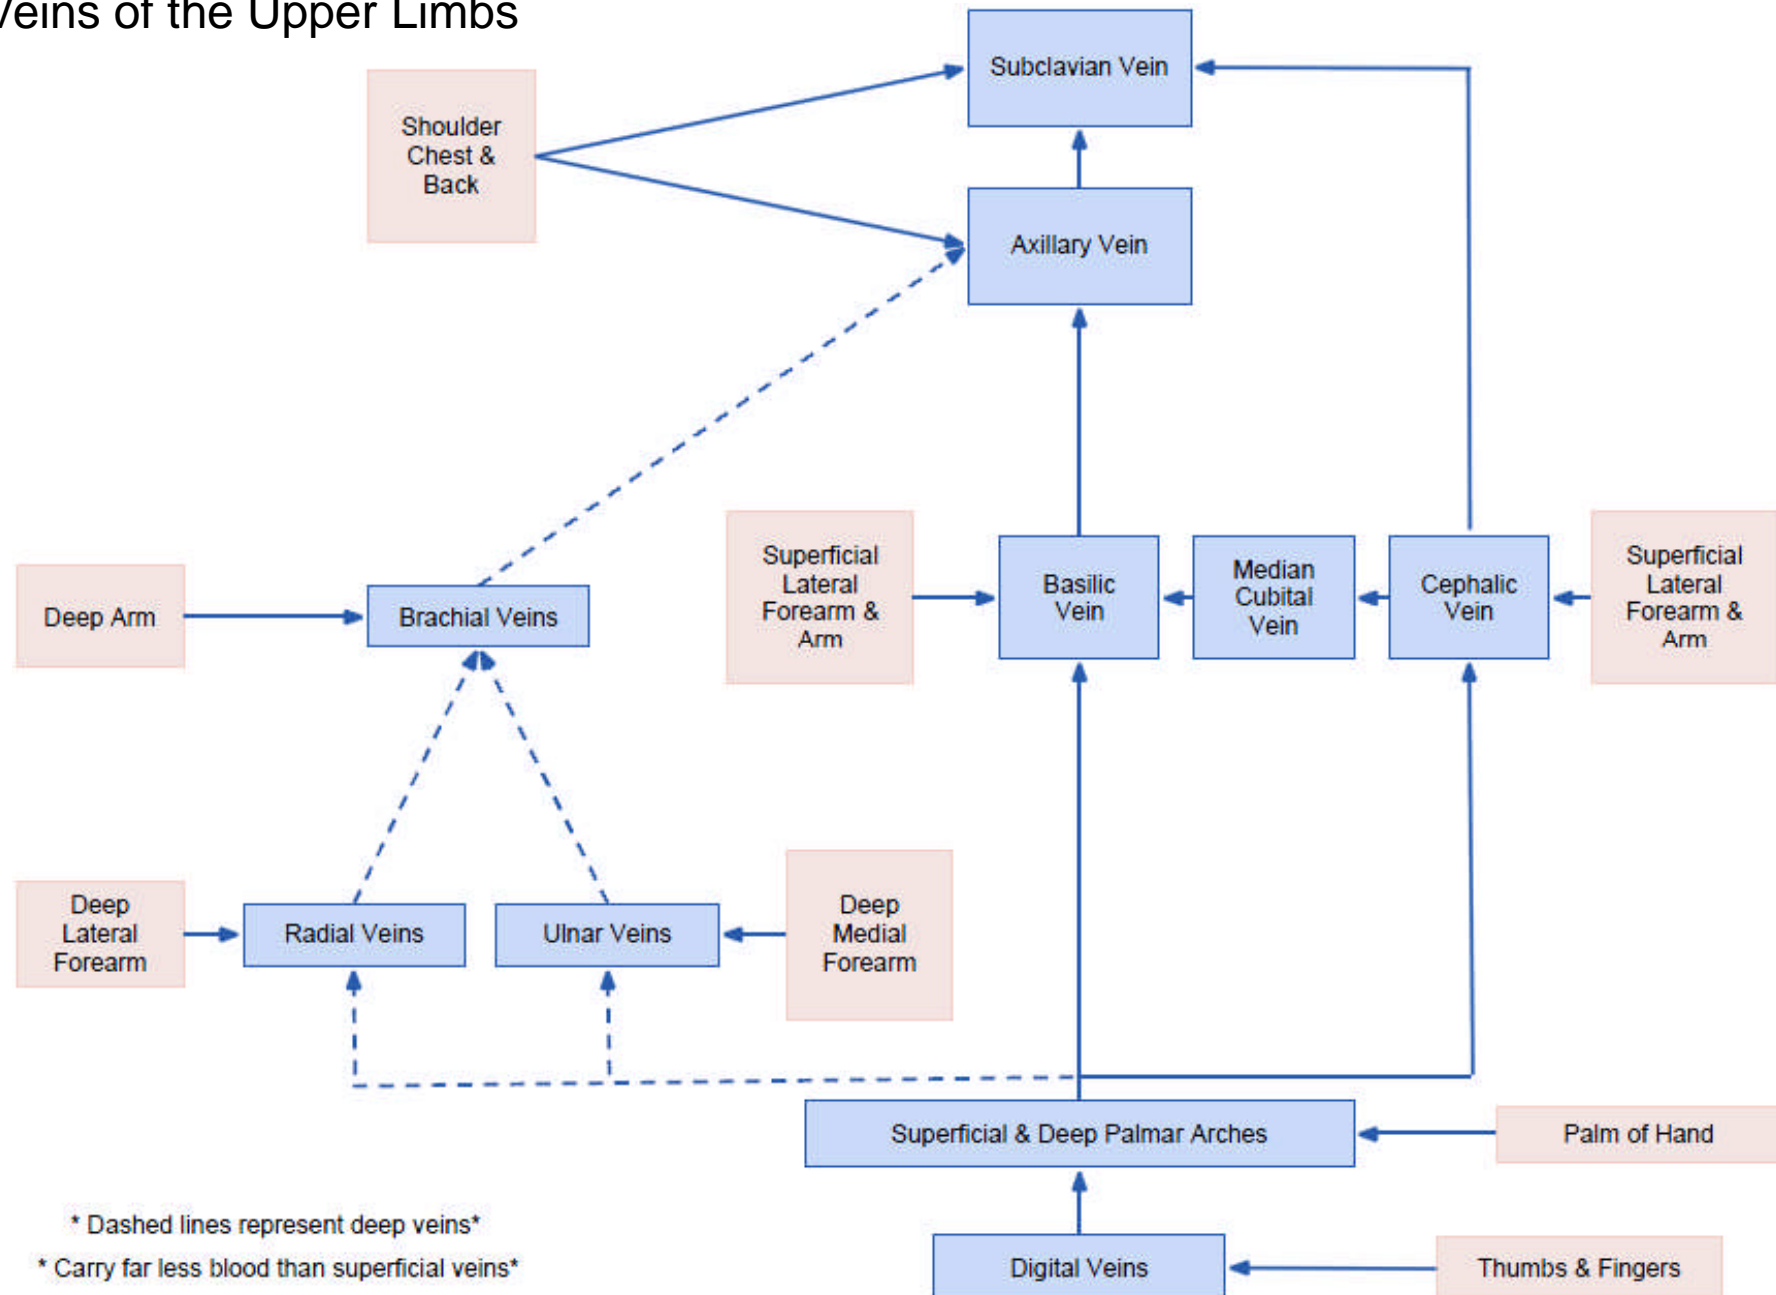 Veins of the Upper Limbs
Subclavian Vein
Shoulder
Chest &
Back
Axillary Vein
Superficial
Lateral
Forearm &
Arm
Basilic
Vein
Median
Cubital
Vein
Cephalic
Vein
Superficial
Lateral
Forearm &
Arm
Deep Arm
Brachial Veins
Deep
Lateral
Forearm
Radial Veins
Ulnar Veins
Deep
Medial
Forearm
Superficial & Deep Palmar Arches
Palm of Hand
* Dashed lines represent deep veins*
* Carry far less blood than superficial veins*
Digital Veins
Thumbs & Fingers